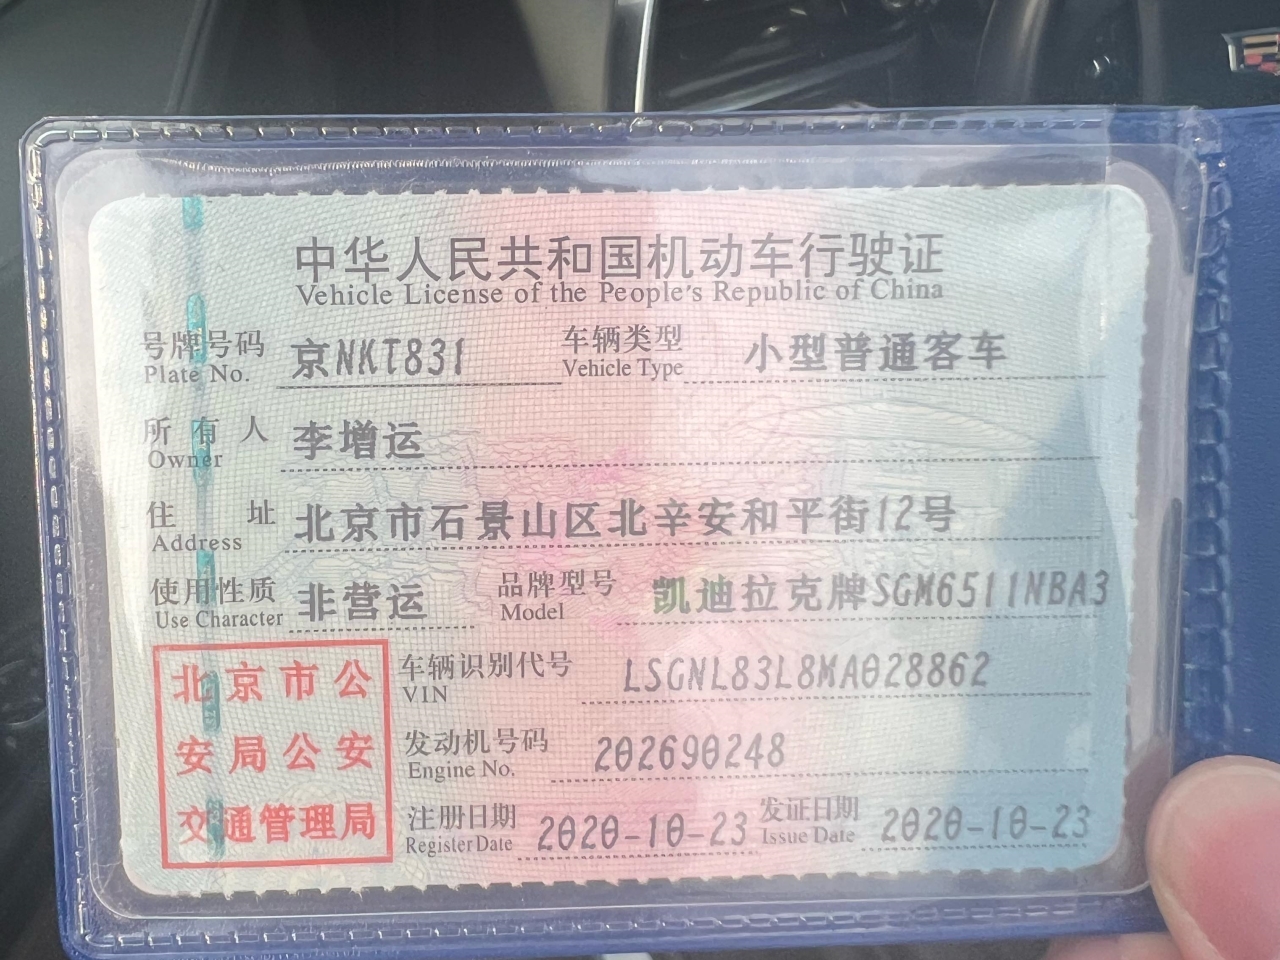 中华人民共和国机动车行驶证
Vehicle License of the People's Republic of China
号牌号码 京NKT831 车辆类型 小型普通客车
Plate No. Vehicle Type
所有人 李增运
Owner
住址 北京市石景山区北辛安和平街12号
Address
使用性质 非营运 品牌型号 凯迪拉克牌SGM6511NBA3
Use Character Model
车辆识别代号 LSGNL83L8MA028862
VIN
发动机号码 202690248
Engine No.
注册日期 2020-10-23 发证日期 2020-10-23
Register Date Issue Date
北京市公
安局公安
交通管理局